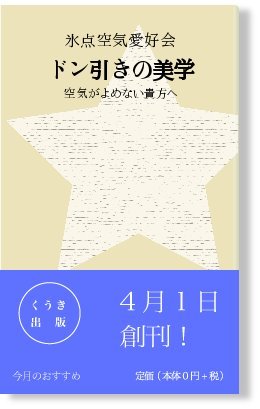 氷点空気愛好会
ドン引きの美学
空気がよめない貴方へ
くうき
出 版
4月1日
創刊！
今月のおすすめ
定価（本体０円＋税）